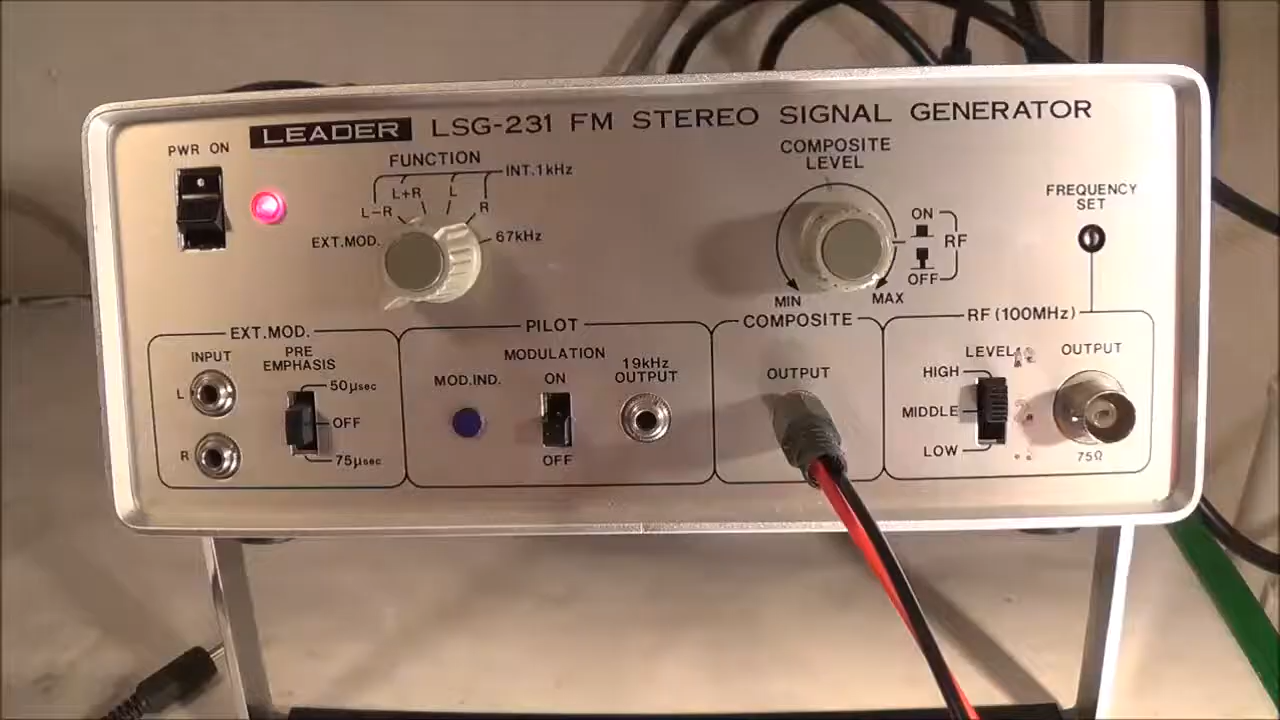 LEADER LSG-231 FM STEREO SIGNAL GENERATOR
PWR ON
FUNCTION
INT.1kHz
L+R
L
L−R
R
EXT.MOD.
67kHz
COMPOSITE
LEVEL
MIN
MAX
ON
RF
OFF
FREQUENCY
SET
EXT.MOD.
INPUT
L
R
PRE
EMPHASIS
50μsec
OFF
75μsec
PILOT
MODULATION
MOD.IND.
ON
OFF
19kHz
OUTPUT
COMPOSITE
OUTPUT
RF (100MHz)
LEVEL
HIGH
MIDDLE
LOW
OUTPUT
75Ω